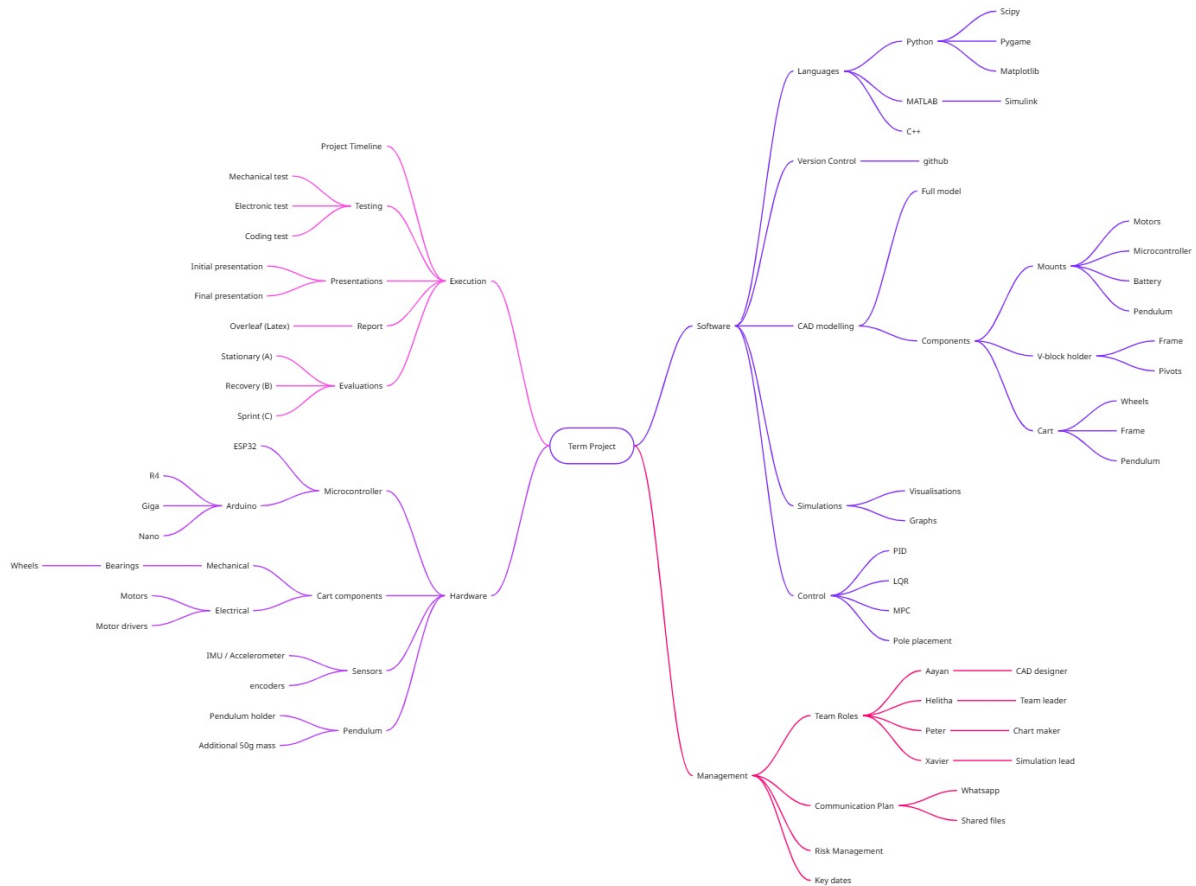 Term Project
Execution
Project Timeline
Testing
Mechanical test
Electronic test
Coding test
Presentations
Initial presentation
Final presentation
Report
Overleaf (Latex)
Evaluations
Stationary (A)
Recovery (B)
Sprint (C)
Hardware
Microcontroller
ESP32
Arduino
R4
Giga
Nano
Cart components
Mechanical
Bearings
Wheels
Electrical
Motors
Motor drivers
Sensors
IMU / Accelerometer
encoders
Pendulum
Pendulum holder
Additional 50g mass
Software
Languages
Python
Scipy
Pygame
Matplotlib
MATLAB
Simulink
C++
Version Control
github
CAD modelling
Full model
Components
Mounts
Motors
Microcontroller
Battery
Pendulum
V-block holder
Frame
Pivots
Cart
Wheels
Frame
Pendulum
Simulations
Visualisations
Graphs
Control
PID
LQR
MPC
Pole placement
Management
Team Roles
Aayan
CAD designer
Helitha
Team leader
Peter
Chart maker
Xavier
Simulation lead
Communication Plan
Whatsapp
Shared files
Risk Management
Key dates